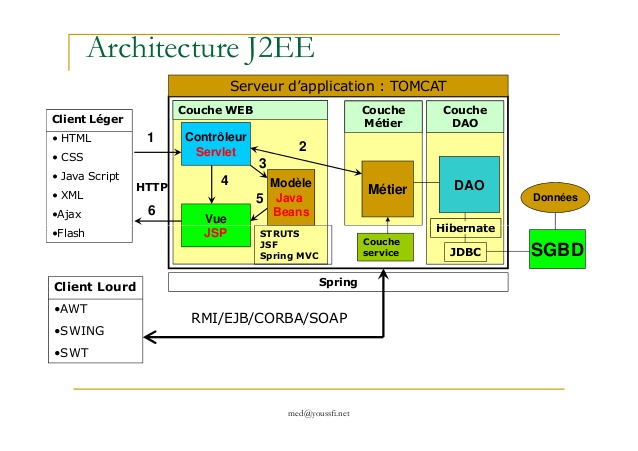 Architecture J2EE
Serveur d'application : TOMCAT
Client Léger
• HTML
• CSS
• Java Script
• XML
•Ajax
•Flash
1
HTTP
6
Couche WEB
Contrôleur
Servlet
2
3
4
5
Modèle
Java
Beans
Vue
JSP
STRUTS
JSF
Spring MVC
Couche
Métier
Métier
Couche
service
Couche
DAO
DAO
Hibernate
JDBC
Données
SGBD
Spring
Client Lourd
•AWT
•SWING
•SWT
RMI/EJB/CORBA/SOAP
med@youssfi.net